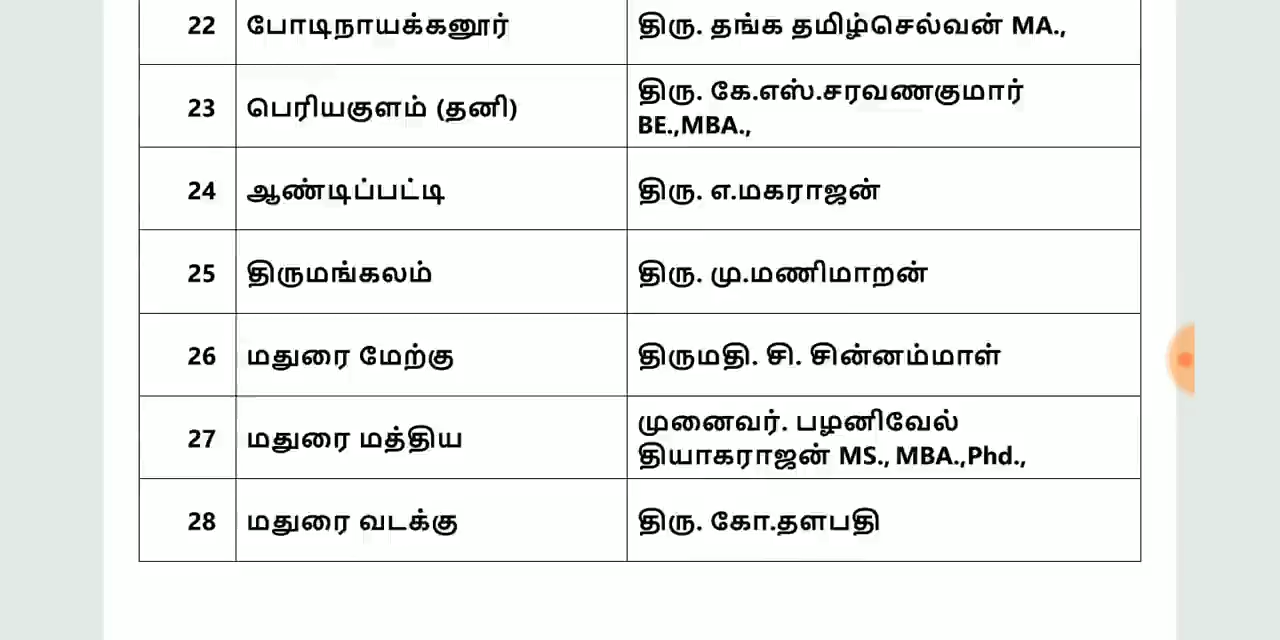 22 போடிநாயக்கனூர் திரு. தங்க தமிழ்செல்வன் MA.,
23 பெரியகுளம் (தனி) திரு. கே.எஸ்.சரவணகுமார்
BE.,MBA.,
24 ஆண்டிப்பட்டி திரு. எ.மகராஜன்
25 திருமங்கலம் திரு. மு.மணிமாறன்
26 மதுரை மேற்கு திருமதி. சி. சின்னம்மாள்
27 மதுரை மத்திய முனைவர். பழனிவேல்
தியாகராஜன் MS., MBA.,Phd.,
28 மதுரை வடக்கு திரு. கோ.தளபதி